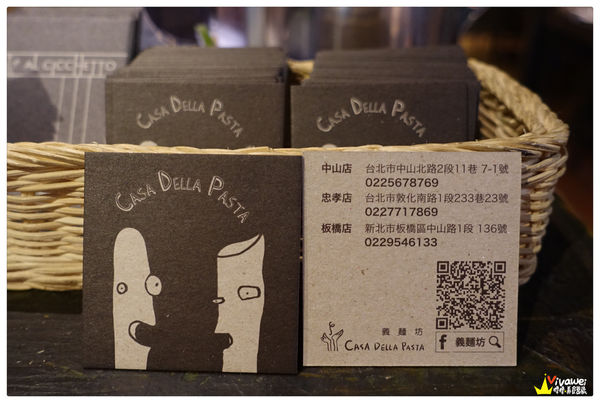 PAL CICCHETTO
CASA DELLA PASTA
CASA DELLA PASTA
CASA DELLA PASTA
中山店 台北市中山北路2段11巷 7-1號
0225678769
忠孝店 台北市敦化南路1段233巷23號
0227717869
板橋店 新北市板橋區中山路1段 136號
0229546133
義麵坊
CASA DELLA PASTA
f 義麵坊
Vivawei